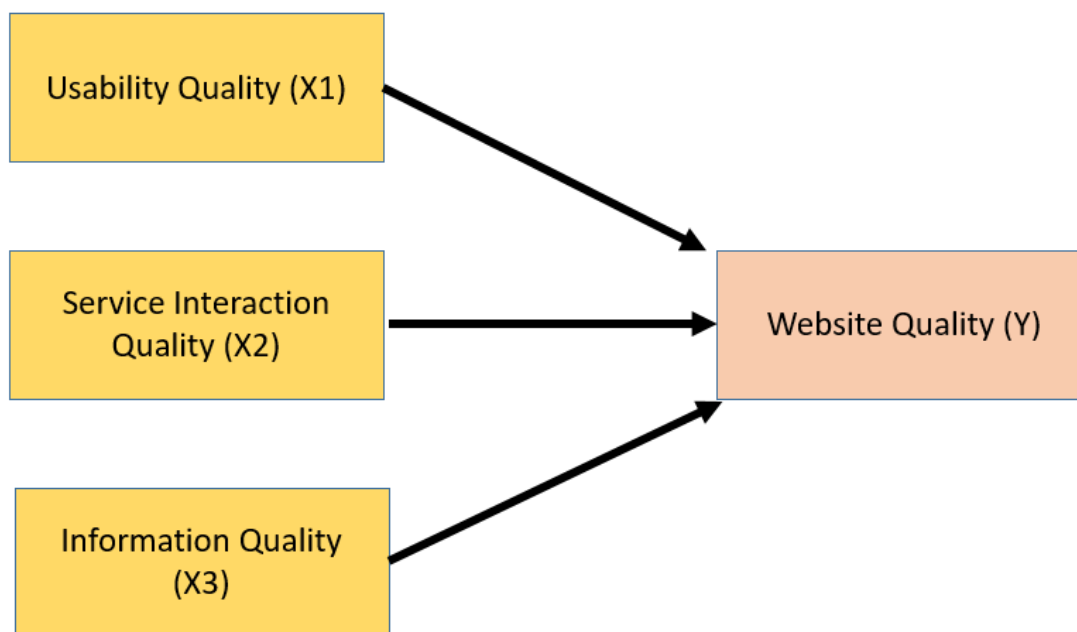 Usability Quality (X1)
Service Interaction
Quality (X2)
Website Quality (Y)
Information Quality
(X3)